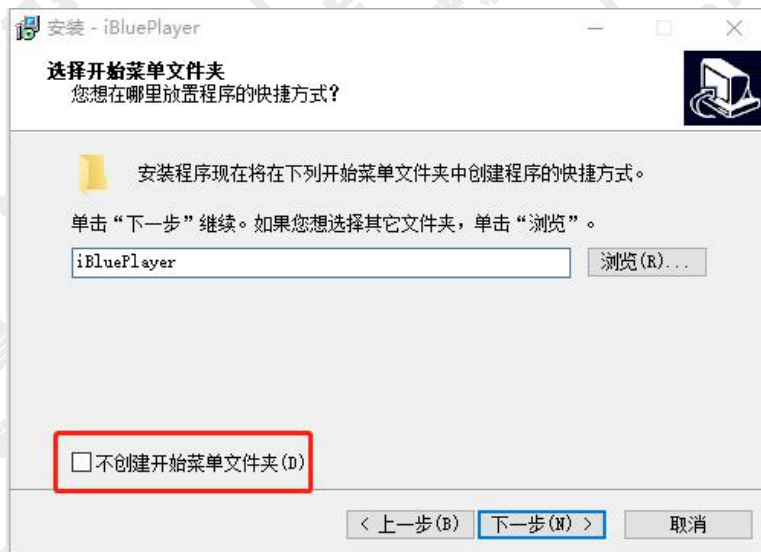 安装 - iBluePlayer
选择开始菜单文件夹
您想在哪里放置程序的快捷方式?
安装程序现在将在下列开始菜单文件夹中创建程序的快捷方式。
单击“下一步”继续。如果您想选择其它文件夹，单击“浏览”。
iBluePlayer
浏览(R)...
不创建开始菜单文件夹(D)
< 上一步(B)
下一步(N) >
取消